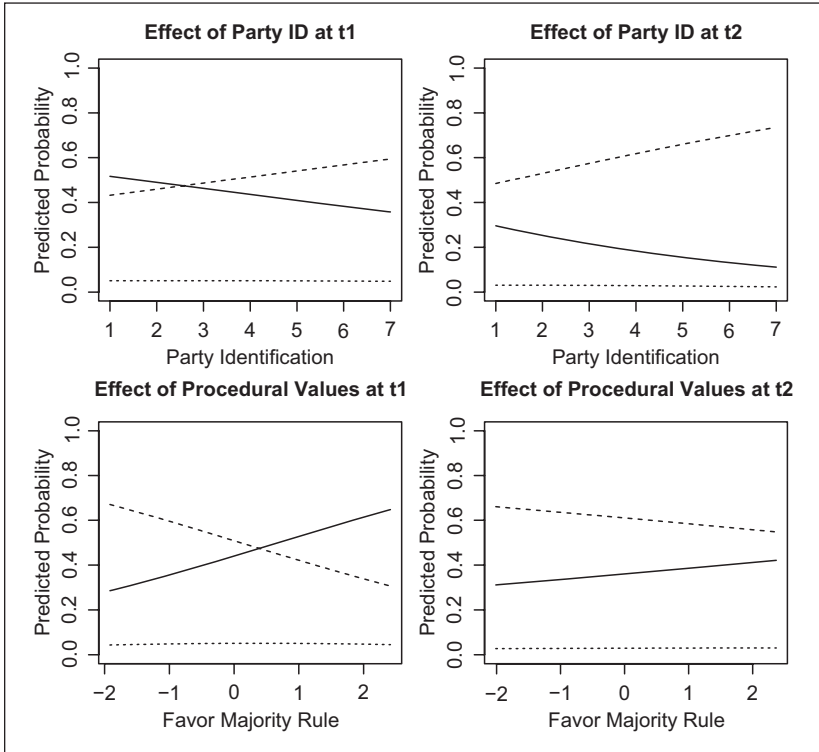 Effect of Party ID at t1
Predicted Probability
0.0 0.2 0.4 0.6 0.8 1.0
1 2 3 4 5 6 7
Party Identification
Effect of Party ID at t2
Predicted Probability
0.0 0.2 0.4 0.6 0.8 1.0
1 2 3 4 5 6 7
Party Identification
Effect of Procedural Values at t1
Predicted Probability
0.0 0.2 0.4 0.6 0.8 1.0
−2 −1 0 1 2
Favor Majority Rule
Effect of Procedural Values at t2
Predicted Probability
0.0 0.2 0.4 0.6 0.8 1.0
−2 −1 0 1 2
Favor Majority Rule